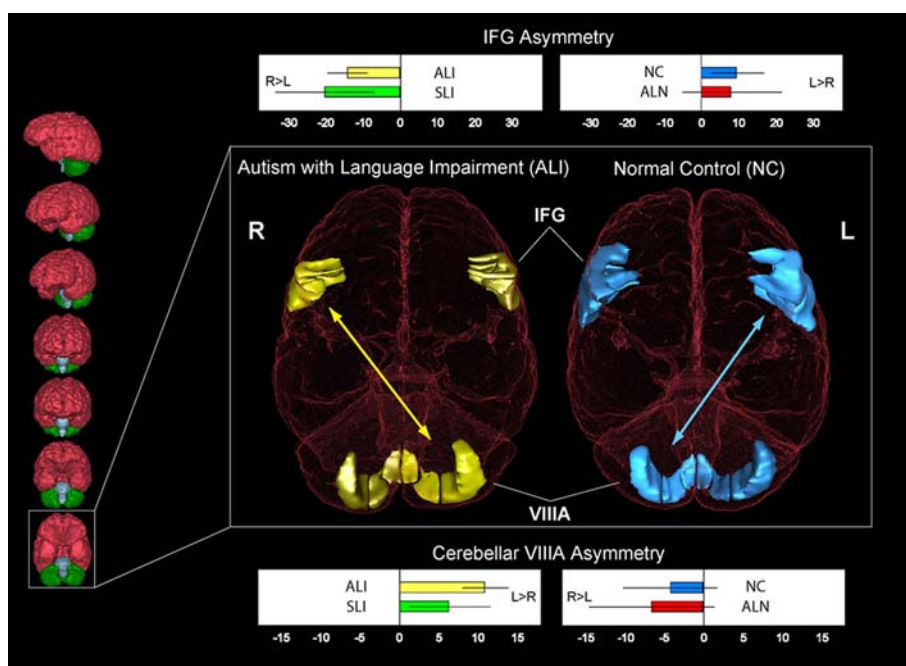 IFG Asymmetry
R>L ALI NC L>R
SLI ALN
-30 -20 -10 0 10 20 30 -30 -20 -10 0 10 20 30
Autism with Language Impairment (ALI) Normal Control (NC)
IFG
R L
VIIIA
Cerebellar VIIIA Asymmetry
ALI L>R R>L NC
SLI ALN
-15 -10 -5 0 5 10 15 -15 -10 -5 0 5 10 15